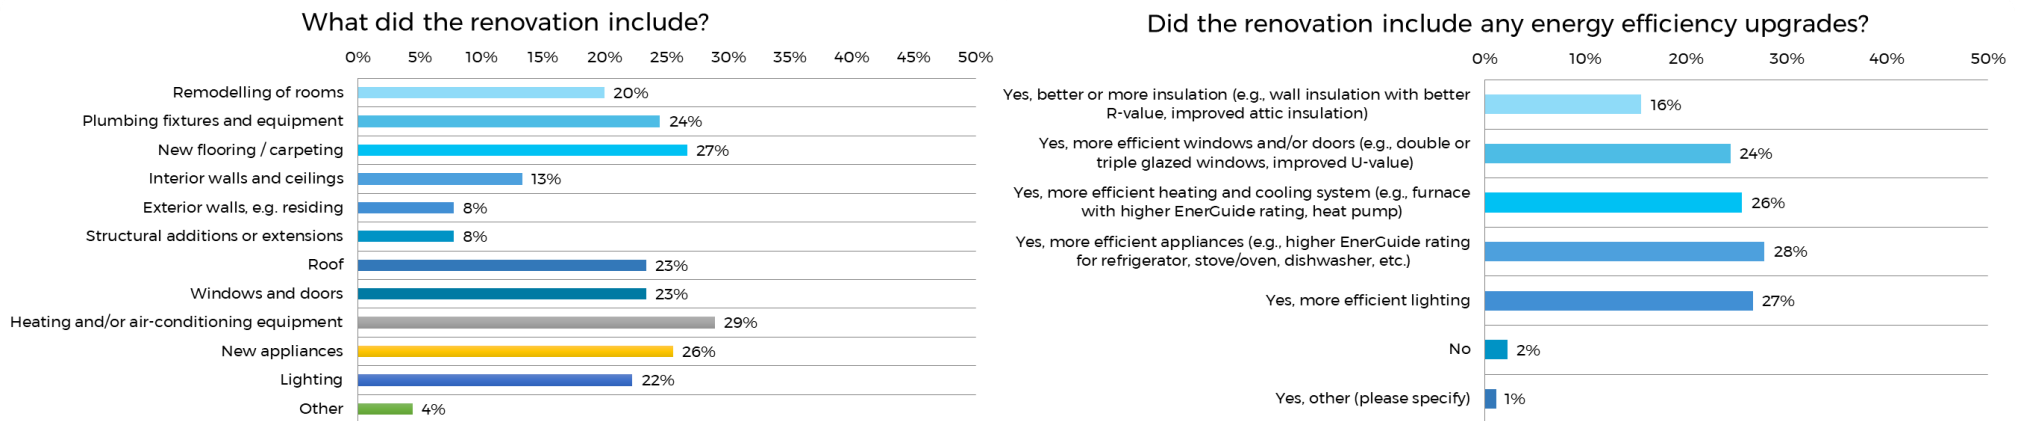 What did the renovation include?
0% 5% 10% 15% 20% 25% 30% 35% 40% 45% 50%
Remodelling of rooms 20%
Plumbing fixtures and equipment 24%
New flooring / carpeting 27%
Interior walls and ceilings 13%
Exterior walls, e.g. residing 8%
Structural additions or extensions 8%
Roof 23%
Windows and doors 23%
Heating and/or air-conditioning equipment 29%
New appliances 26%
Lighting 22%
Other 4%
Did the renovation include any energy efficiency upgrades?
0% 10% 20% 30% 40% 50%
Yes, better or more insulation (e.g., wall insulation with better
R-value, improved attic insulation)
16%
Yes, more efficient windows and/or doors (e.g., double or
triple glazed windows, improved U-value)
24%
Yes, more efficient heating and cooling system (e.g., furnace
with higher EnerGuide rating, heat pump)
26%
Yes, more efficient appliances (e.g., higher EnerGuide rating
for refrigerator, stove/oven, dishwasher, etc.)
28%
Yes, more efficient lighting 27%
No 2%
Yes, other (please specify) 1%